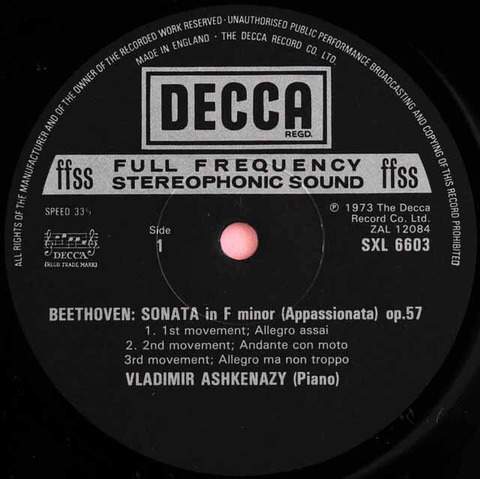 ALL RIGHTS OF THE MANUFACTURER AND OF THE OWNER OF THE RECORDED WORK RESERVED · UNAUTHORISED PUBLIC PERFORMANCE BROADCASTING AND COPYING OF THIS RECORD PROHIBITED
MADE IN ENGLAND · THE DECCA RECORD CO. LTD
DECCA
REGD.
ffss FULL FREQUENCY ffss
STEREOPHONIC SOUND
SPEED 33⅓
DECCA
(REGD. TRADE MARK)
Side
1
℗ 1973 The Decca
Record Co. Ltd.
ZAL 12084
SXL 6603
BEETHOVEN: SONATA in F minor (Appassionata) op.57
1. 1st movement; Allegro assai
2. 2nd movement; Andante con moto
3rd movement; Allegro ma non troppo
VLADIMIR ASHKENAZY (Piano)